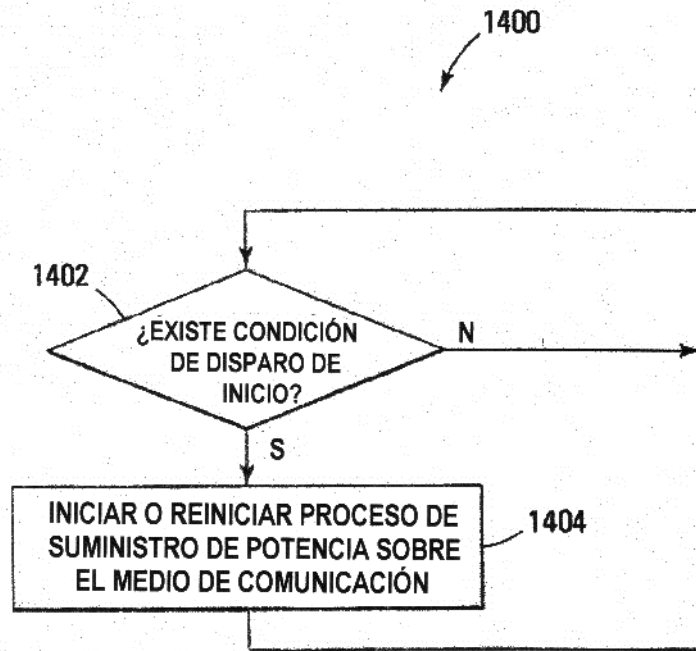 1400
1402
¿EXISTE CONDICIÓN
DE DISPARO DE
INICIO?
N
S
INICIAR O REINICIAR PROCESO DE
SUMINISTRO DE POTENCIA SOBRE
EL MEDIO DE COMUNICACIÓN
1404